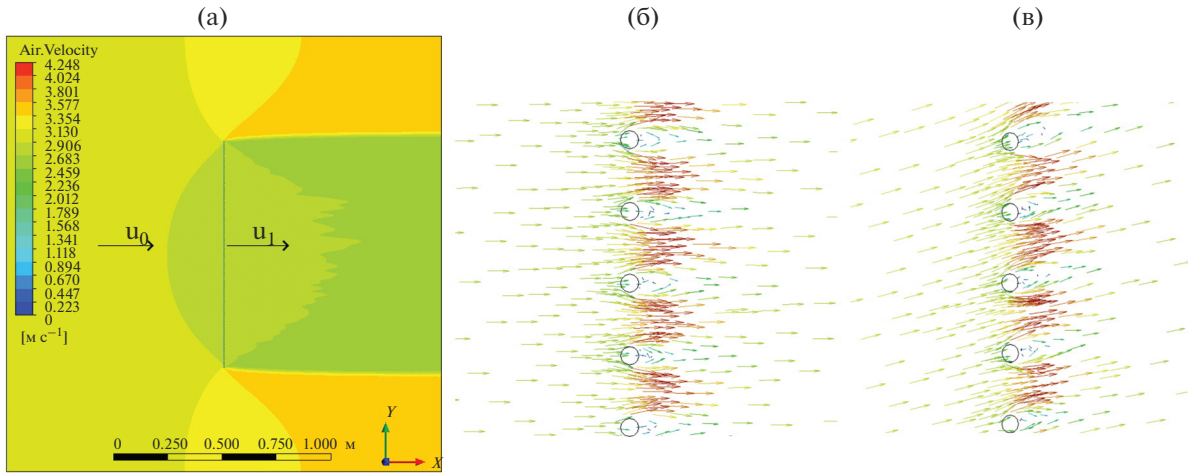 (а)
(б)
(в)
Air.Velocity
4.248
4.024
3.801
3.577
3.354
3.130
2.906
2.683
2.459
2.236
2.012
1.789
1.568
1.341
1.118
0.894
0.670
0.447
0.223
0
[м с⁻¹]
u₀
u₁
0 0.250 0.500 0.750 1.000 м
Y
X